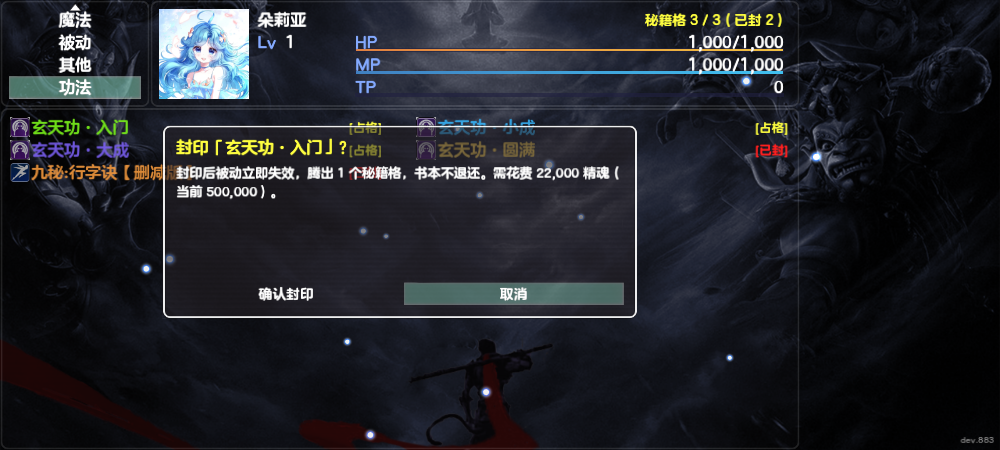 魔法
被动
其他
功法
朵莉亚
Lv 1
秘籍格 3 / 3 ( 已封 2 )
HP 1,000/1,000
MP 1,000/1,000
TP 0
玄天功·入门 [占格] 玄天功·小成 [占格]
玄天功·大成 [占格] 玄天功·圆满 [已封]
九秘:行字诀【删减版
封印「玄天功·入门」?
封印后被动立即失效，腾出 1 个秘籍格，书本不退还。需花费 22,000 精魂 (
当前 500,000 ) 。
确认封印 取消
dev.883